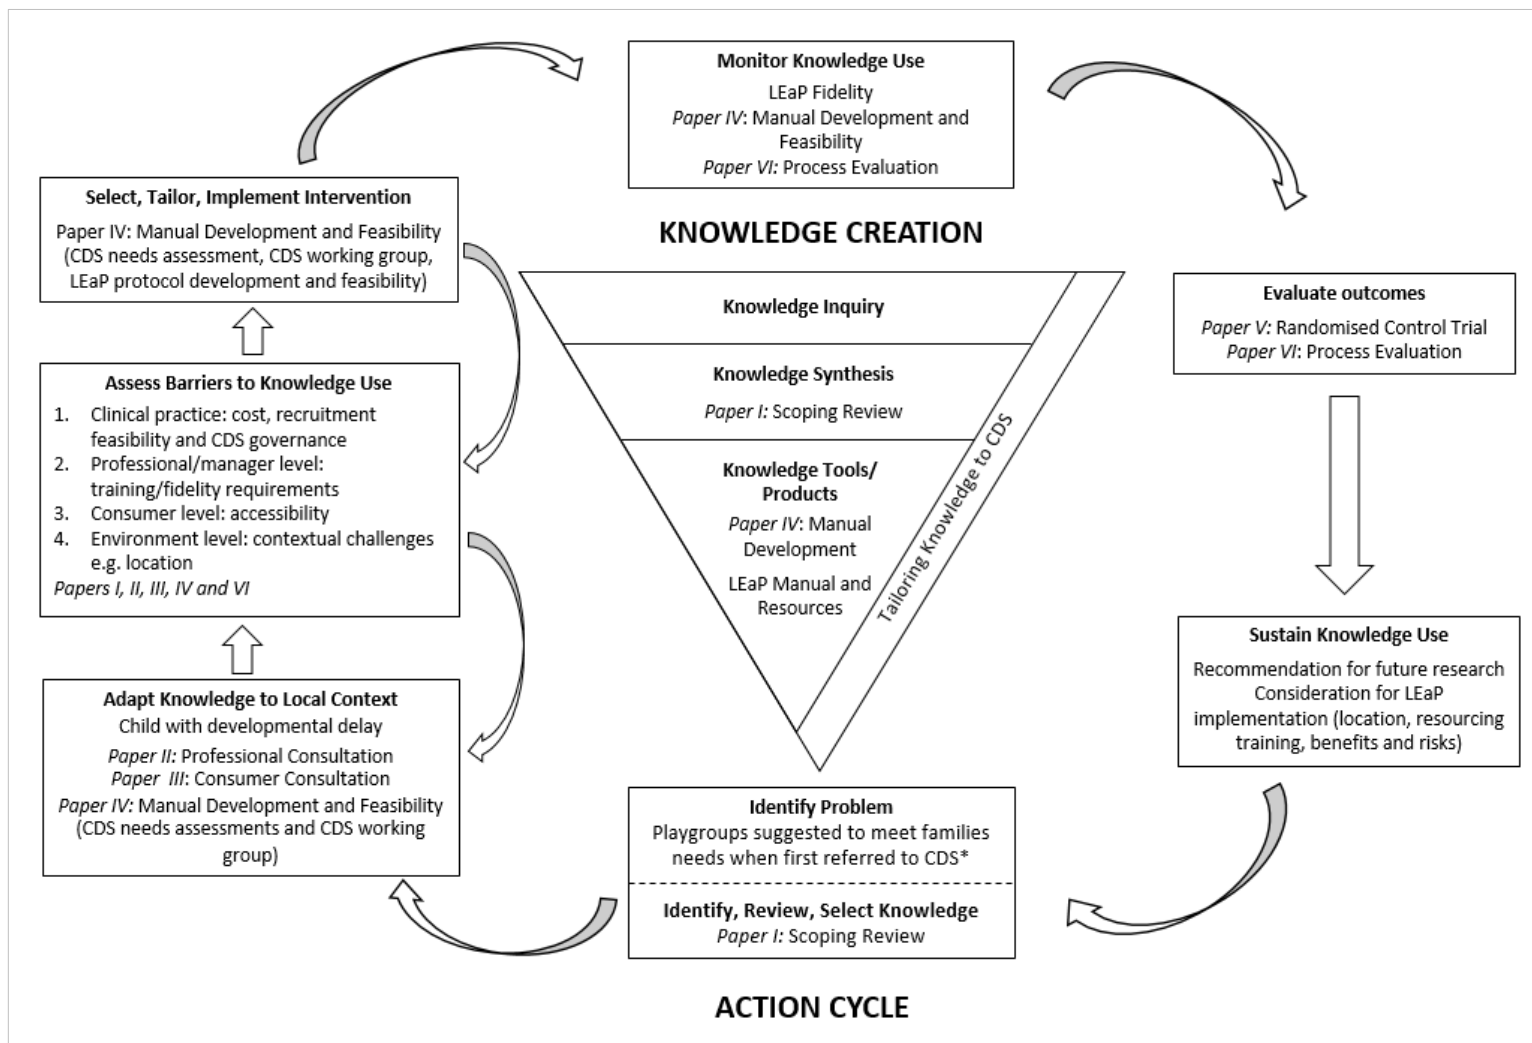 Monitor Knowledge Use
LEaP Fidelity
Paper IV: Manual Development and
Feasibility
Paper VI: Process Evaluation
Select, Tailor, Implement Intervention
Paper IV: Manual Development and Feasibility
(CDS needs assessment, CDS working group,
LEaP protocol development and feasibility)
KNOWLEDGE CREATION
Knowledge Inquiry
Knowledge Synthesis
Paper I: Scoping Review
Knowledge Tools/
Products
Paper IV: Manual
Development
LEaP Manual and
Resources
Tailoring Knowledge to CDS
Evaluate outcomes
Paper V: Randomised Control Trial
Paper VI: Process Evaluation
Assess Barriers to Knowledge Use
1. Clinical practice: cost, recruitment
feasibility and CDS governance
2. Professional/manager level:
training/fidelity requirements
3. Consumer level: accessibility
4. Environment level: contextual challenges
e.g. location
Papers I, II, III, IV and VI
Sustain Knowledge Use
Recommendation for future research
Consideration for LEaP
implementation (location, resourcing
training, benefits and risks)
Adapt Knowledge to Local Context
Child with developmental delay
Paper II: Professional Consultation
Paper III: Consumer Consultation
Paper IV: Manual Development and Feasibility
(CDS needs assessments and CDS working
group)
Identify Problem
Playgroups suggested to meet families
needs when first referred to CDS*
Identify, Review, Select Knowledge
Paper I: Scoping Review
ACTION CYCLE